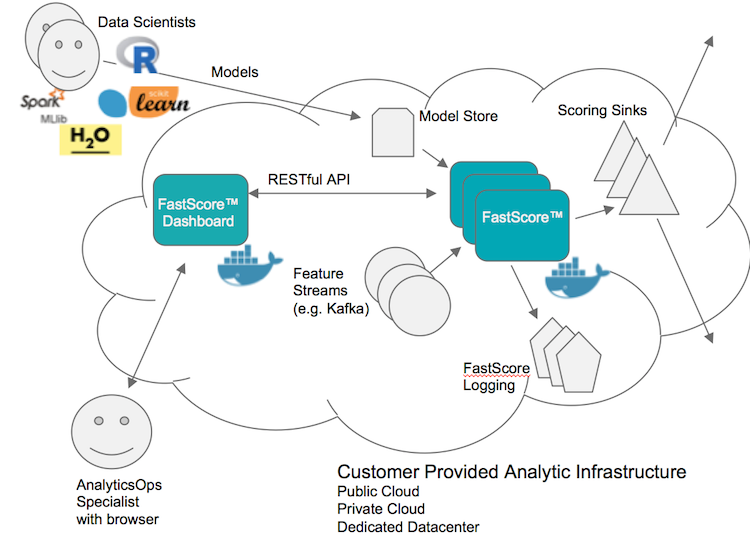 Data Scientists
R
Models
Spark
MLlib
scikit
learn
H2O
Model Store
Scoring Sinks
RESTful API
FastScore™
Dashboard
FastScore™
Feature
Streams
(e.g. Kafka)
FastScore
Logging
AnalyticsOps
Specialist
with browser
Customer Provided Analytic Infrastructure
Public Cloud
Private Cloud
Dedicated Datacenter